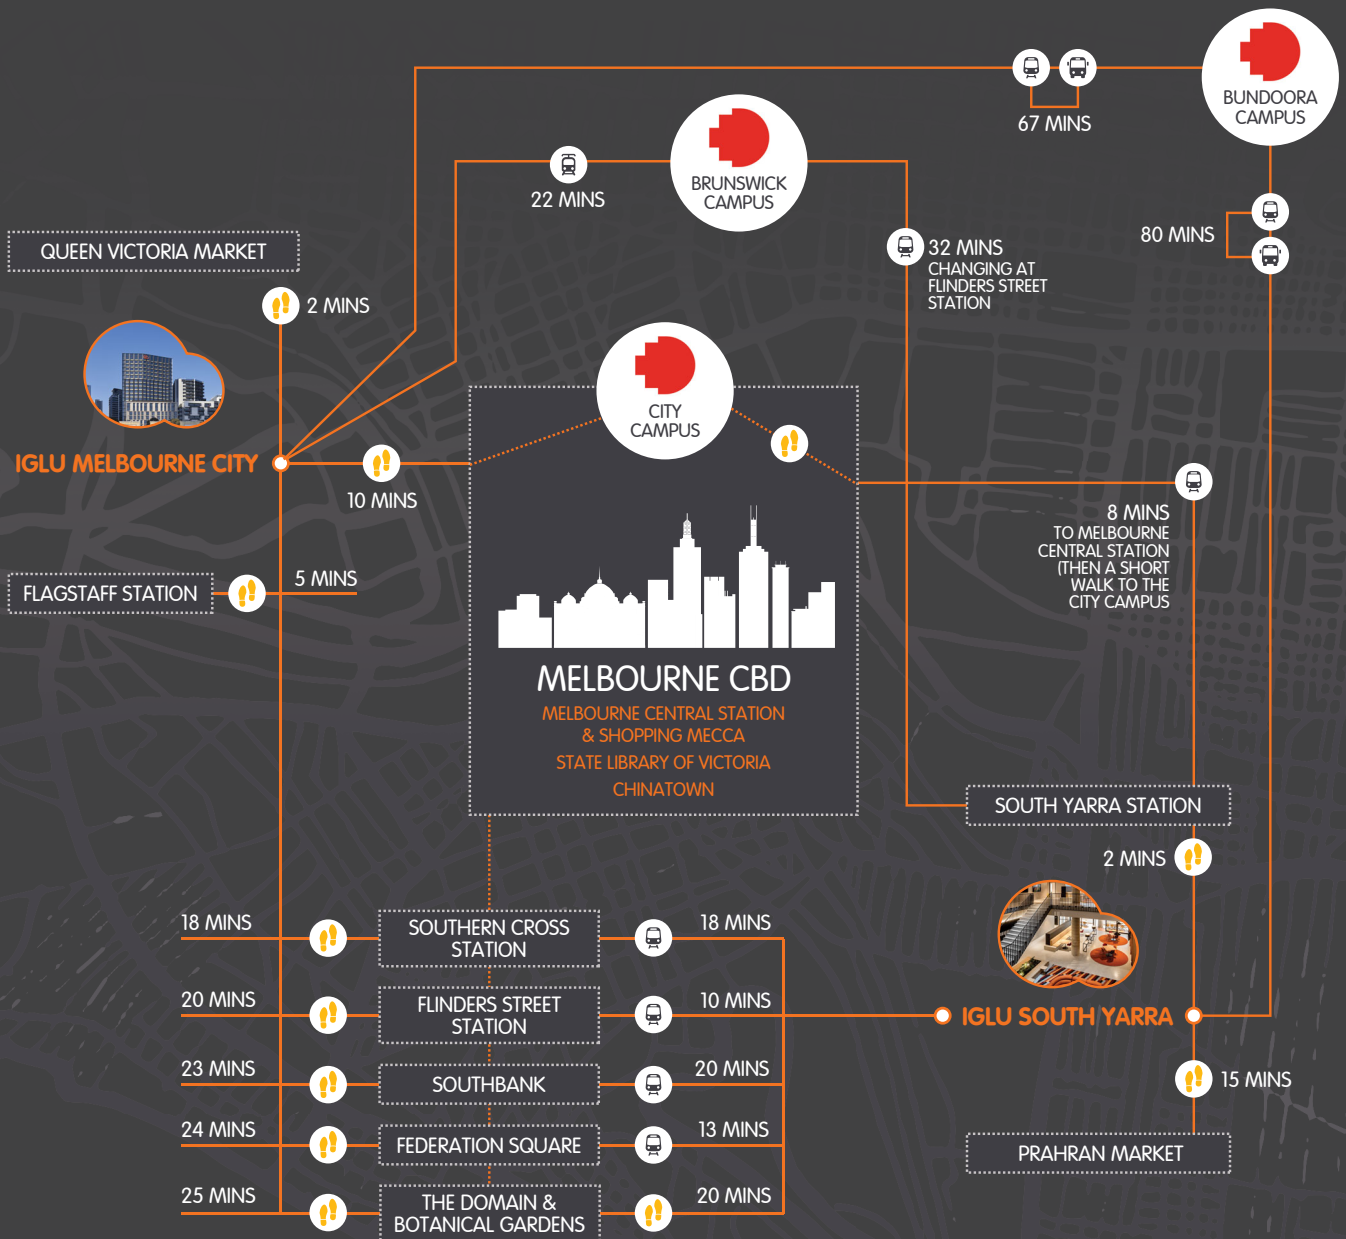 BUNDOORA
CAMPUS
67 MINS
BRUNSWICK
CAMPUS
22 MINS
80 MINS
32 MINS
CHANGING AT
FLINDERS STREET
STATION
QUEEN VICTORIA MARKET
2 MINS
CITY
CAMPUS
IGLU MELBOURNE CITY
10 MINS
8 MINS
TO MELBOURNE
CENTRAL STATION
(THEN A SHORT
WALK TO THE
CITY CAMPUS
FLAGSTAFF STATION
5 MINS
MELBOURNE CBD
MELBOURNE CENTRAL STATION
& SHOPPING MECCA
STATE LIBRARY OF VICTORIA
CHINATOWN
SOUTH YARRA STATION
2 MINS
18 MINS
SOUTHERN CROSS
STATION
18 MINS
20 MINS
FLINDERS STREET
STATION
10 MINS
IGLU SOUTH YARRA
23 MINS
SOUTHBANK
20 MINS
15 MINS
24 MINS
FEDERATION SQUARE
13 MINS
PRAHRAN MARKET
25 MINS
THE DOMAIN &
BOTANICAL GARDENS
20 MINS